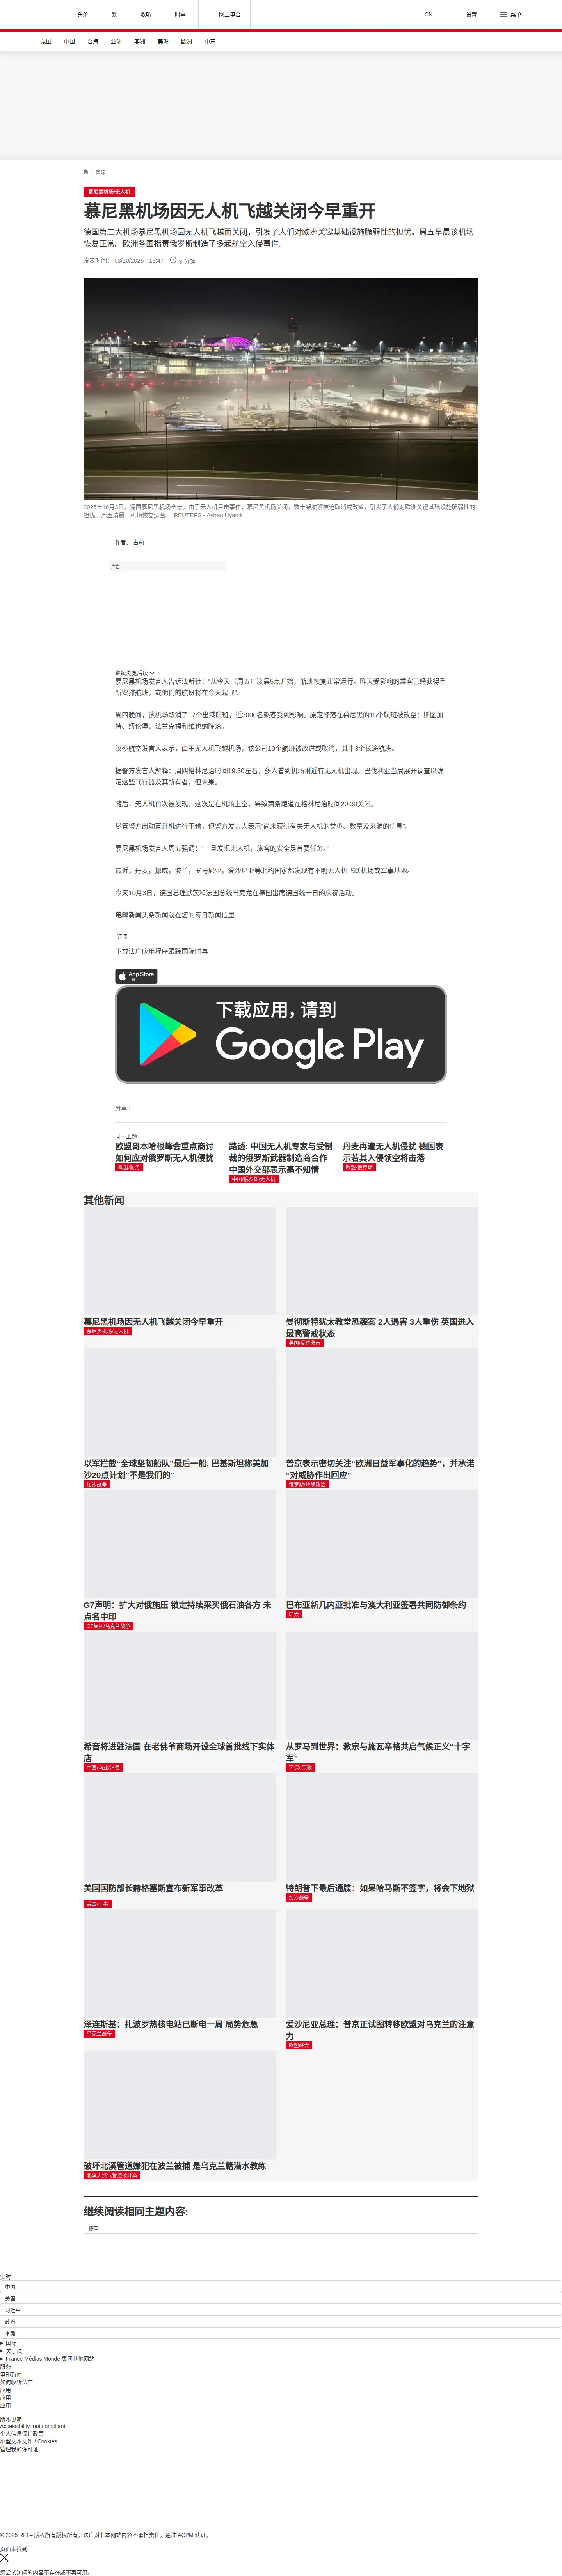 头条
繁
收听
时事
网上电台
CN
设置
菜单
法国
中国
台海
亚洲
非洲
美洲
欧洲
中东
/ 国际
慕尼黑机场/无人机
慕尼黑机场因无人机飞越关闭今早重开
德国第二大机场慕尼黑机场因无人机飞越而关闭，引发了人们对欧洲关键基础设施脆弱性的担忧。周五早晨该机场
恢复正常。欧洲各国指责俄罗斯制造了多起航空入侵事件。
发表时间： 03/10/2025 - 15:47
3 分钟
2025年10月3日，德国慕尼黑机场全景。由于无人机目击事件，慕尼黑机场关闭，数十架航班被迫取消或改道，引发了人们对欧洲关键基础设施脆弱性的
担忧。周五清晨，机场恢复运营。 REUTERS - Ayhan Uyanik
作者： 古莉
广告
继续浏览后续
慕尼黑机场发言人告诉法新社：“从今天（周五）凌晨5点开始，航班恢复正常运行。昨天受影响的乘客已经获得重
新安排航班，或他们的航班将在今天起飞”。
周四晚间，该机场取消了17个出港航班，近3000名乘客受到影响。原定降落在慕尼黑的15个航班被改至：斯图加
特、纽伦堡、法兰克福和维也纳降落。
汉莎航空发言人表示，由于无人机飞越机场，该公司19个航班被改道或取消，其中3个长途航班。
据警方发言人解释：周四格林尼治时间19:30左右，多人看到机场附近有无人机出现。巴伐利亚当局展开调查以确
定这些飞行器及其所有者，但未果。
随后，无人机再次被发现，这次是在机场上空，导致两条跑道在格林尼治时间20:30关闭。
尽管警方出动直升机进行干预，但警方发言人表示“尚未获得有关无人机的类型、数量及来源的信息”。
慕尼黑机场发言人周五强调：“一旦发现无人机，旅客的安全是首要任务。”
最近，丹麦，挪威，波兰，罗马尼亚，爱沙尼亚等北约国家都发现有不明无人机飞跃机场或军事基地。
今天10月3日，德国总理默茨和法国总统马克龙在德国出席德国统一日的庆祝活动。
电邮新闻头条新闻就在您的每日新闻信里
订阅
下载法广应用程序跟踪国际时事
App Store
下载
下载应用，请到
Google Play
分享 :
同一主题
欧盟哥本哈根峰会重点商讨
如何应对俄罗斯无人机侵扰
欧盟/防务
路透: 中国无人机专家与受制
裁的俄罗斯武器制造商合作
中国外交部表示毫不知情
中国/俄罗斯/无人机
丹麦再遭无人机侵扰 德国表
示若其入侵领空将击落
欧盟-俄罗斯
其他新闻
慕尼黑机场因无人机飞越关闭今早重开
慕尼黑机场/无人机
曼彻斯特犹太教堂恐袭案 2人遇害 3人重伤 英国进入
最高警戒状态
英国/反犹袭击
以军拦截“全球坚韧船队”最后一船, 巴基斯坦称美加
沙20点计划“不是我们的”
加沙战争
普京表示密切关注“欧洲日益军事化的趋势”，并承诺
“对威胁作出回应”
俄罗斯/地缘政治
G7声明：扩大对俄施压 锁定持续采买俄石油各方 未
点名中印
G7集团/乌克兰战争
巴布亚新几内亚批准与澳大利亚签署共同防御条约
印太
希音将进驻法国 在老佛爷商场开设全球首批线下实体
店
中国/商业/消费
从罗马到世界：教宗与施瓦辛格共启气候正义“十字
军”
环保/ 宗教
美国国防部长赫格塞斯宣布新军事改革
美国/军事
特朗普下最后通牒：如果哈马斯不签字，将会下地狱
加沙战争
泽连斯基：扎波罗热核电站已断电一周 局势危急
乌克兰战争
爱沙尼亚总理：普京正试图转移欧盟对乌克兰的注意
力
欧盟峰会
破坏北溪管道嫌犯在波兰被捕 是乌克兰籍潜水教练
北溪天然气管道破坏案
继续阅读相同主题内容:
德国
实时
中国
美国
习近平
政治
李强
国际
关于法广
France Médias Monde 集团其他网站
服务
电邮新闻
如何收听法广
应用
应用
应用
版本说明
Accessibility: not compliant
个人信息保护政策
小型文本文件 / Cookies
管理我的许可证
© 2025 RFI – 版权所有版权所有。法广对非本网站内容不承担责任。通过 ACPM 认证。
页面未找到
您尝试访问的内容不存在或不再可用。